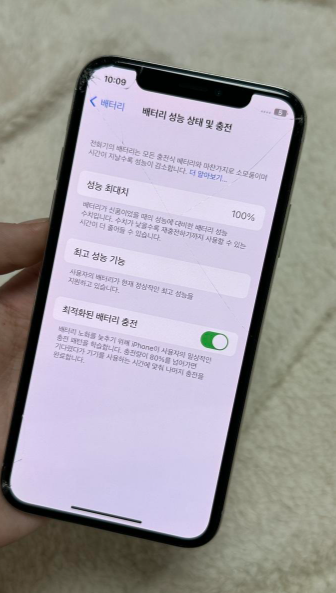 10:09
배터리
배터리 성능 상태 및 충전
전화기의 배터리는 모든 충전식 배터리와 마찬가지로 소모품이며
시간이 지날수록 성능이 감소합니다. 더 알아보기...
성능 최대치
100%
배터리가 신품이었을 때의 성능에 대비한 배터리 성능
수치입니다. 수치가 낮을수록 재충전하기까지 사용할 수 있는
시간이 더 줄어들 수 있습니다.
최고 성능 기능
사용자의 배터리가 현재 정상적인 최고 성능을
지원하고 있습니다.
최적화된 배터리 충전
배터리 노화를 늦추기 위해 iPhone이 사용자의 일상적인
충전 패턴을 학습합니다. 충전량이 80%를 넘어가면
기다렸다가 기기를 사용하는 시간에 맞춰 나머지 충전을
완료합니다.